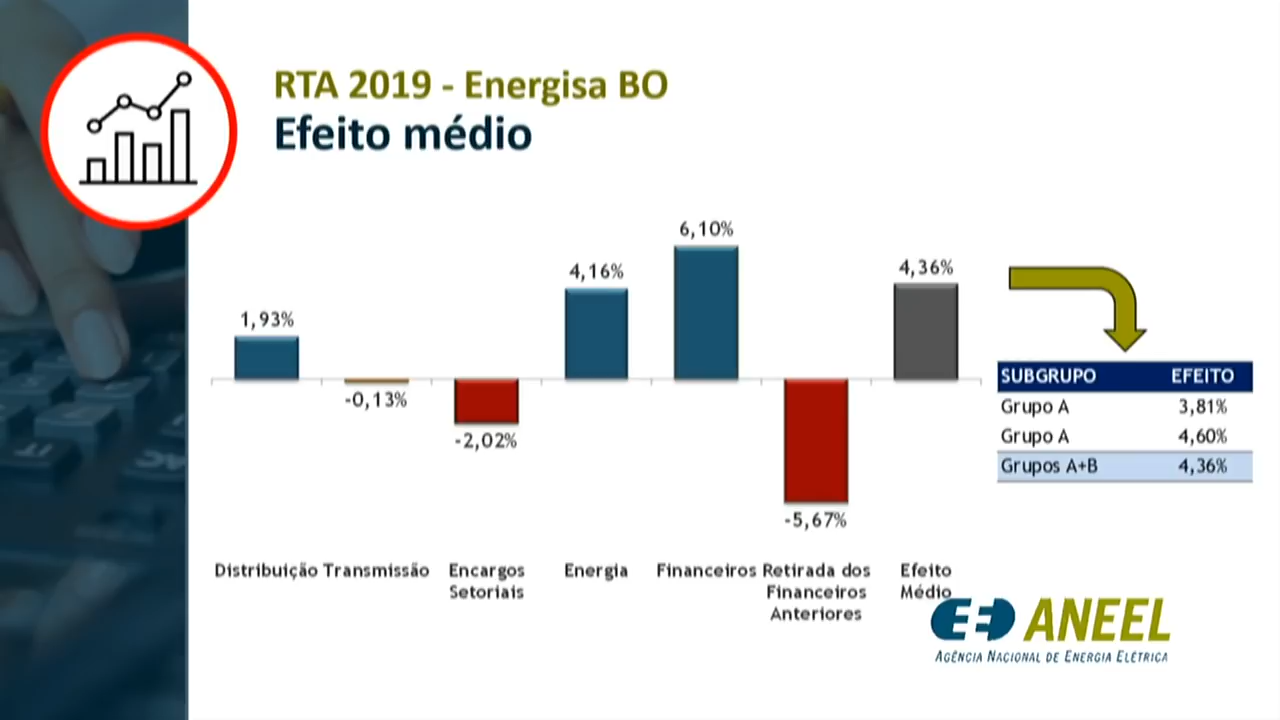 RTA 2019 - Energisa BO
Efeito médio
1,93%
-0,13%
-2,02%
4,16%
6,10%
-5,67%
4,36%
Distribuição
Transmissão
Encargos
Setoriais
Energia
Financeiros
Retirada dos
Financeiros
Anteriores
Efeito
Médio
SUBGRUPO EFEITO
Grupo A 3,81%
Grupo A 4,60%
Grupos A+B 4,36%
ANEEL
AGÊNCIA NACIONAL DE ENERGIA ELÉTRICA